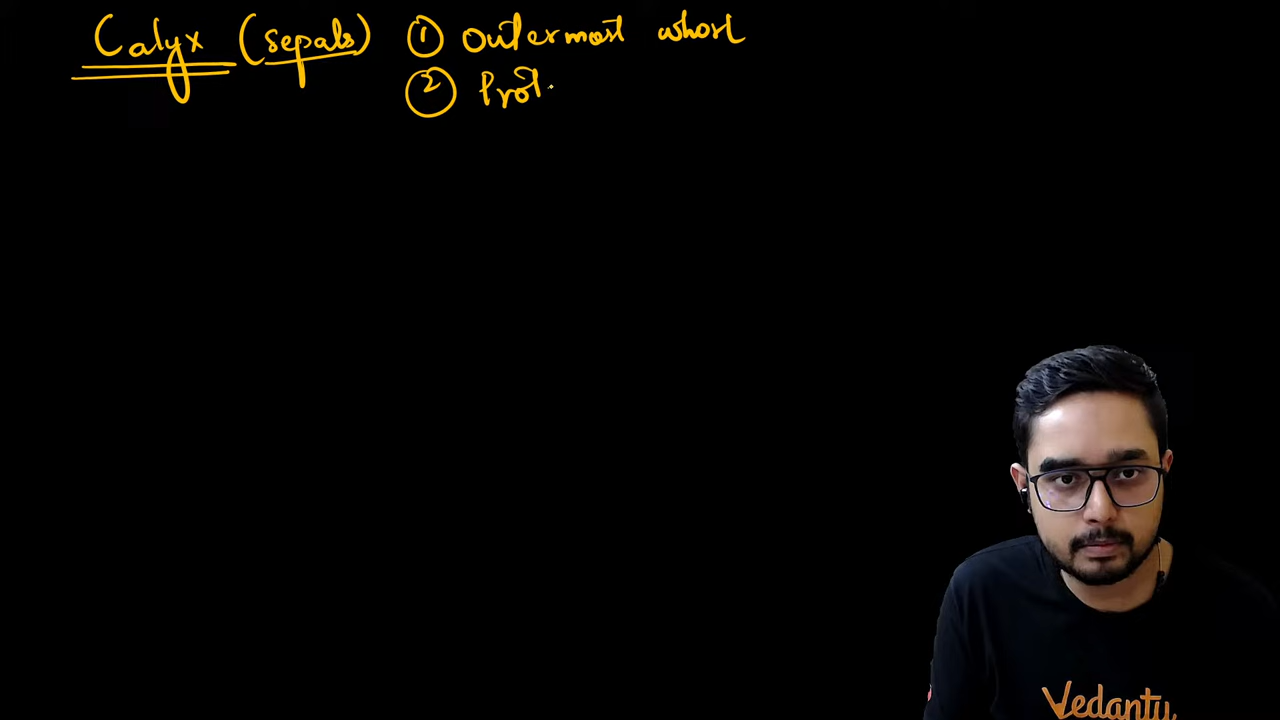 Calyx (sepals) ① Outermost whorl
② Prot
Vedantu